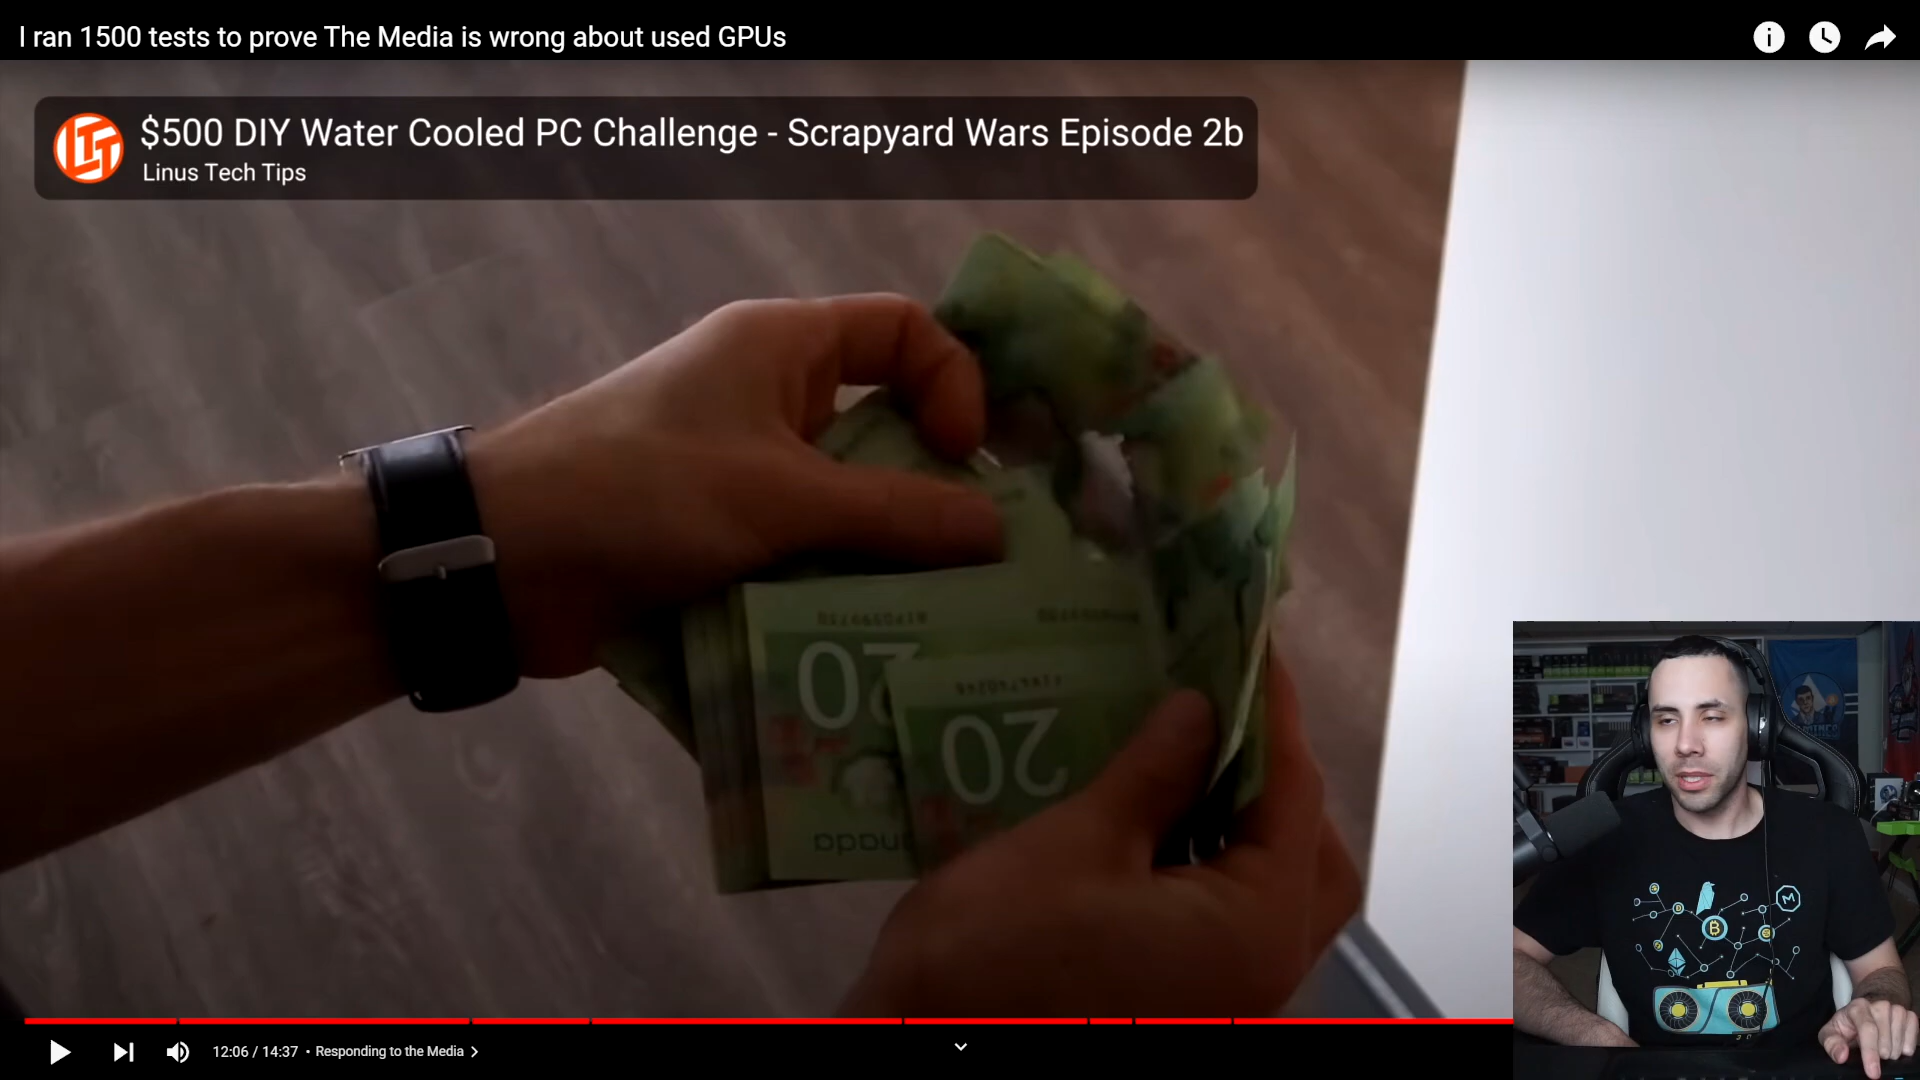 I ran 1500 tests to prove The Media is wrong about used GPUs
LTT
$500 DIY Water Cooled PC Challenge - Scrapyard Wars Episode 2b
Linus Tech Tips
20
20
12:06 / 14:37 • Responding to the Media